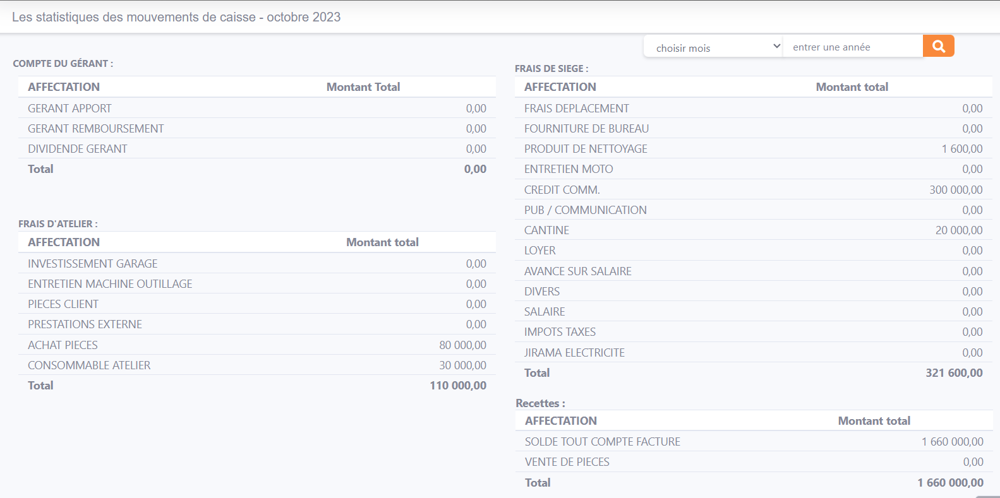 Les statistiques des mouvements de caisse - octobre 2023
choisir mois
entrer une année
COMPTE DU GÉRANT :
AFFECTATION Montant Total
GERANT APPORT 0,00
GERANT REMBOURSEMENT 0,00
DIVIDENDE GERANT 0,00
Total 0,00
FRAIS D'ATELIER :
AFFECTATION Montant total
INVESTISSEMENT GARAGE 0,00
ENTRETIEN MACHINE OUTILLAGE 0,00
PIECES CLIENT 0,00
PRESTATIONS EXTERNE 0,00
ACHAT PIECES 80 000,00
CONSOMMABLE ATELIER 30 000,00
Total 110 000,00
FRAIS DE SIEGE :
AFFECTATION Montant total
FRAIS DEPLACEMENT 0,00
FOURNITURE DE BUREAU 0,00
PRODUIT DE NETTOYAGE 1 600,00
ENTRETIEN MOTO 0,00
CREDIT COMM. 300 000,00
PUB / COMMUNICATION 0,00
CANTINE 20 000,00
LOYER 0,00
AVANCE SUR SALAIRE 0,00
DIVERS 0,00
SALAIRE 0,00
IMPOTS TAXES 0,00
JIRAMA ELECTRICITE 0,00
Total 321 600,00
Recettes :
AFFECTATION Montant total
SOLDE TOUT COMPTE FACTURE 1 660 000,00
VENTE DE PIECES 0,00
Total 1 660 000,00